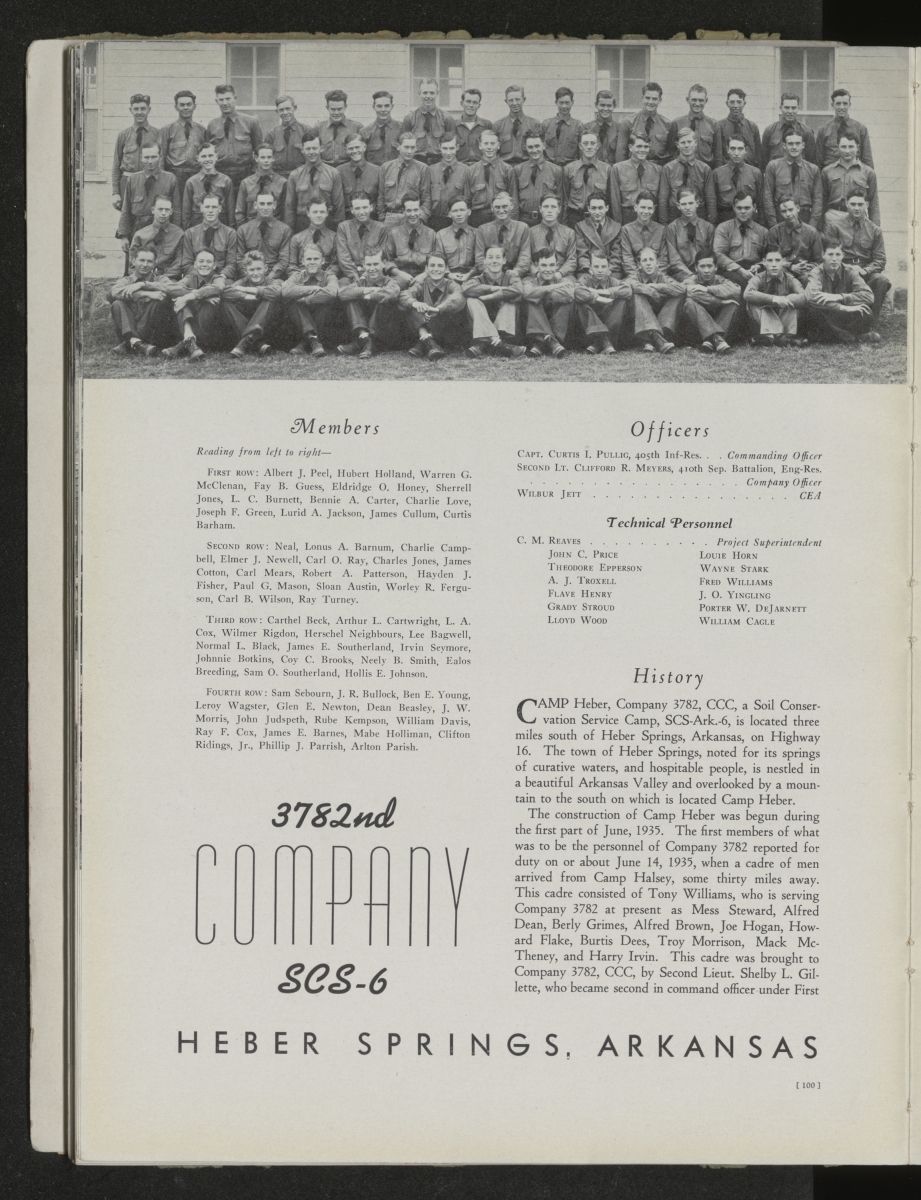 Members
Reading from left to right—
First row: Albert J. Peel, Hubert Holland, Warren G.
McClenan, Fay B. Guess, Eldridge O. Honey, Sherrell
Jones, L. C. Burnett, Bennie A. Carter, Charlie Love,
Joseph F. Green, Lurid A. Jackson, James Cullum, Curtis
Barham.
Second row: Neal, Lonus A. Barnum, Charlie Camp-
bell, Elmer J. Newell, Carl O. Ray, Charles Jones, James
Cotton, Carl Mears, Robert A. Patterson, Hayden J.
Fisher, Paul G. Mason, Sloan Austin, Worley R. Fergu-
son, Carl B. Wilson, Ray Turney.
Third row: Carthel Beck, Arthur L. Cartwright, L. A.
Cox, Wilmer Rigdon, Herschel Neighbours, Lee Bagwell,
Normal L. Black, James E. Southerland, Irvin Seymore,
Johnnie Botkins, Coy C. Brooks, Neely B. Smith, Ealos
Breeding, Sam O. Southerland, Hollis E. Johnson.
Fourth row: Sam Sebourn, J. R. Bullock, Ben E. Young,
Leroy Wagster, Glen E. Newton, Dean Beasley, J. W.
Morris, John Judspeth, Rube Kempson, William Davis,
Ray F. Cox, James E. Barnes, Mabe Holliman, Clifton
Ridings, Jr., Phillip J. Parrish, Arlton Parish.
3782nd
COMPANY
SCS-6
Officers
Capt. Curtis I. Pullig, 405th Inf-Res. . . Commanding Officer
Second Lt. Clifford R. Meyers, 410th Sep. Battalion, Eng-Res.
. . . . . . . . . . . . . . . . . Company Officer
Wilbur Jett . . . . . . . . . . . . . . . . CEA
Technical Personnel
C. M. Reaves . . . . . . . . . . Project Superintendent
John C. Price Louie Horn
Theodore Epperson Wayne Stark
A. J. Troxell Fred Williams
Flave Henry J. O. Yingling
Grady Stroud Porter W. DeJarnett
Lloyd Wood William Cagle
History
CAMP Heber, Company 3782, CCC, a Soil Conser-
vation Service Camp, SCS-Ark.-6, is located three
miles south of Heber Springs, Arkansas, on Highway
16. The town of Heber Springs, noted for its springs
of curative waters, and hospitable people, is nestled in
a beautiful Arkansas Valley and overlooked by a moun-
tain to the south on which is located Camp Heber.
The construction of Camp Heber was begun during
the first part of June, 1935. The first members of what
was to be the personnel of Company 3782 reported for
duty on or about June 14, 1935, when a cadre of men
arrived from Camp Halsey, some thirty miles away.
This cadre consisted of Tony Williams, who is serving
Company 3782 at present as Mess Steward, Alfred
Dean, Berly Grimes, Alfred Brown, Joe Hogan, How-
ard Flake, Burtis Dees, Troy Morrison, Mack Mc-
Theney, and Harry Irvin. This cadre was brought to
Company 3782, CCC, by Second Lieut. Shelby L. Gil-
lette, who became second in command officer under First
HEBER SPRINGS, ARKANSAS
[ 100 ]